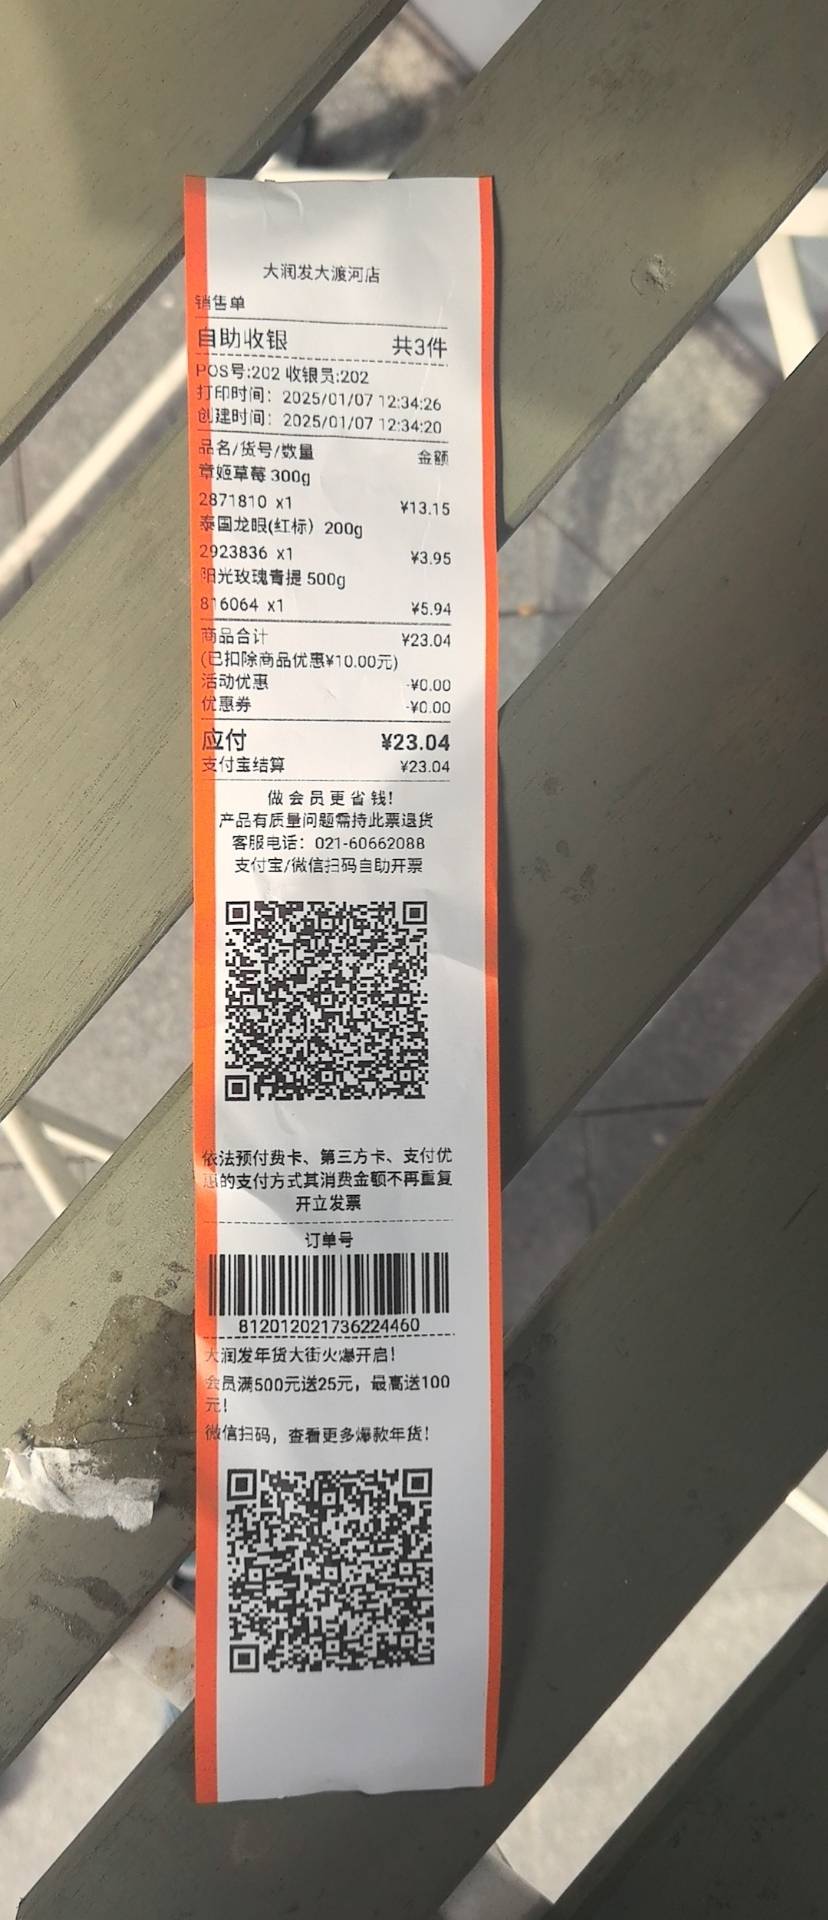 大润发大渡河店
销售单
自助收银 共3件
POS号:202 收银员:202
打印时间：2025/01/07 12:34:26
创建时间：2025/01/07 12:34:20
品名/货号/数量 金额
章姬草莓 300g
2871810 x1 ¥13.15
泰国龙眼(红标）200g
2923836 x1 ¥3.95
阳光玫瑰青提 500g
816064 x1 ¥5.94
商品合计 ¥23.04
(已扣除商品优惠¥10.00元)
活动优惠 -¥0.00
优惠券 -¥0.00
应付 ¥23.04
支付宝结算 ¥23.04
做会员更省钱!
产品有质量问题需持此票退货
客服电话：021-60662088
支付宝/微信扫码自助开票
依法预付费卡、第三方卡、支付优
惠的支付方式其消费金额不再重复
开立发票
订单号
812012021736224460
大润发年货大街火爆开启！
会员满500元送25元，最高送100
元！
微信扫码，查看更多爆款年货！